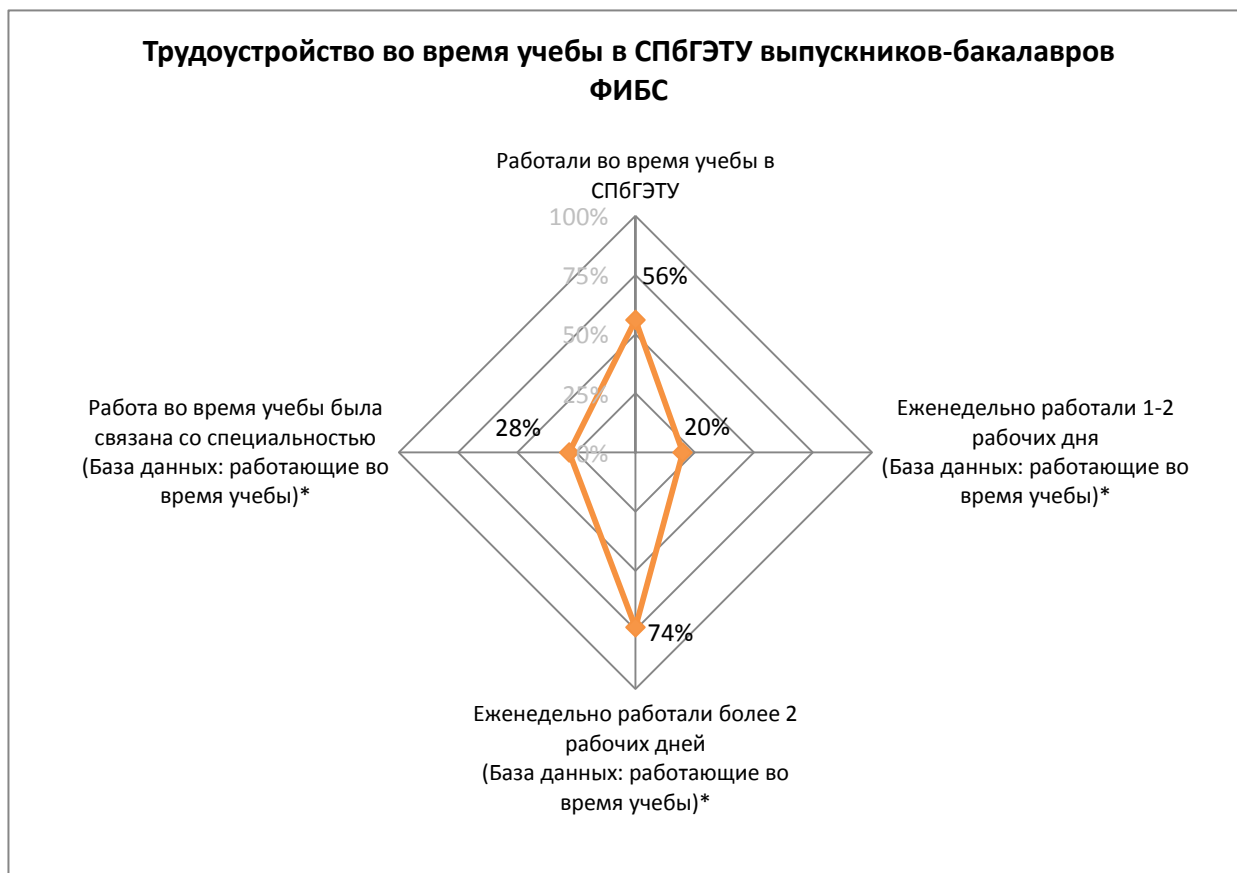 Трудоустройство во время учебы в СПбГЭТУ выпускников-бакалавров
ФИБС
Работали во время учебы в
СПбГЭТУ
100%
75%
56%
50%
25%
0%
20%
Еженедельно работали 1-2
рабочих дня
(База данных: работающие во
время учебы)*
28%
Работа во время учебы была
связана со специальностью
(База данных: работающие во
время учебы)*
74%
Еженедельно работали более 2
рабочих дней
(База данных: работающие во
время учебы)*